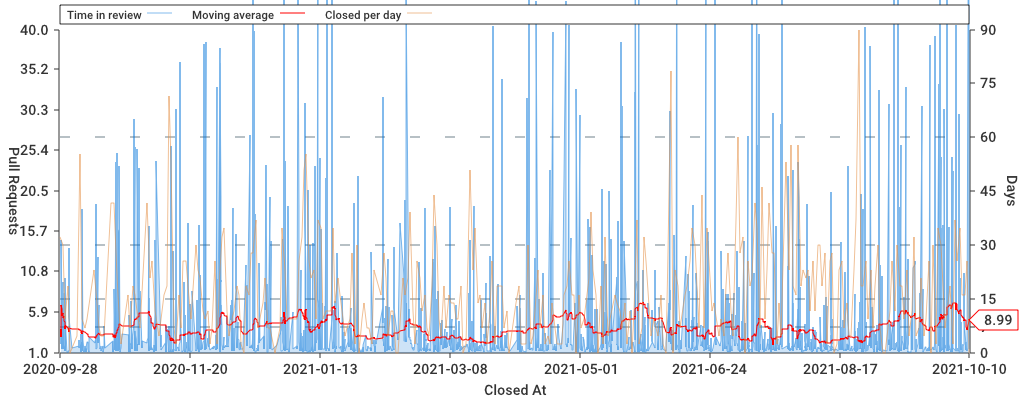 Time in review Moving average Closed per day
40.0 90
35.2 75
30.3
60
25.4
20.5 45
15.7 30
10.8 15
5.9
8.99
1.0 0
Pull Requests
Days
2020-09-28 2020-11-20 2021-01-13 2021-03-08 2021-05-01 2021-06-24 2021-08-17 2021-10-10
Closed At